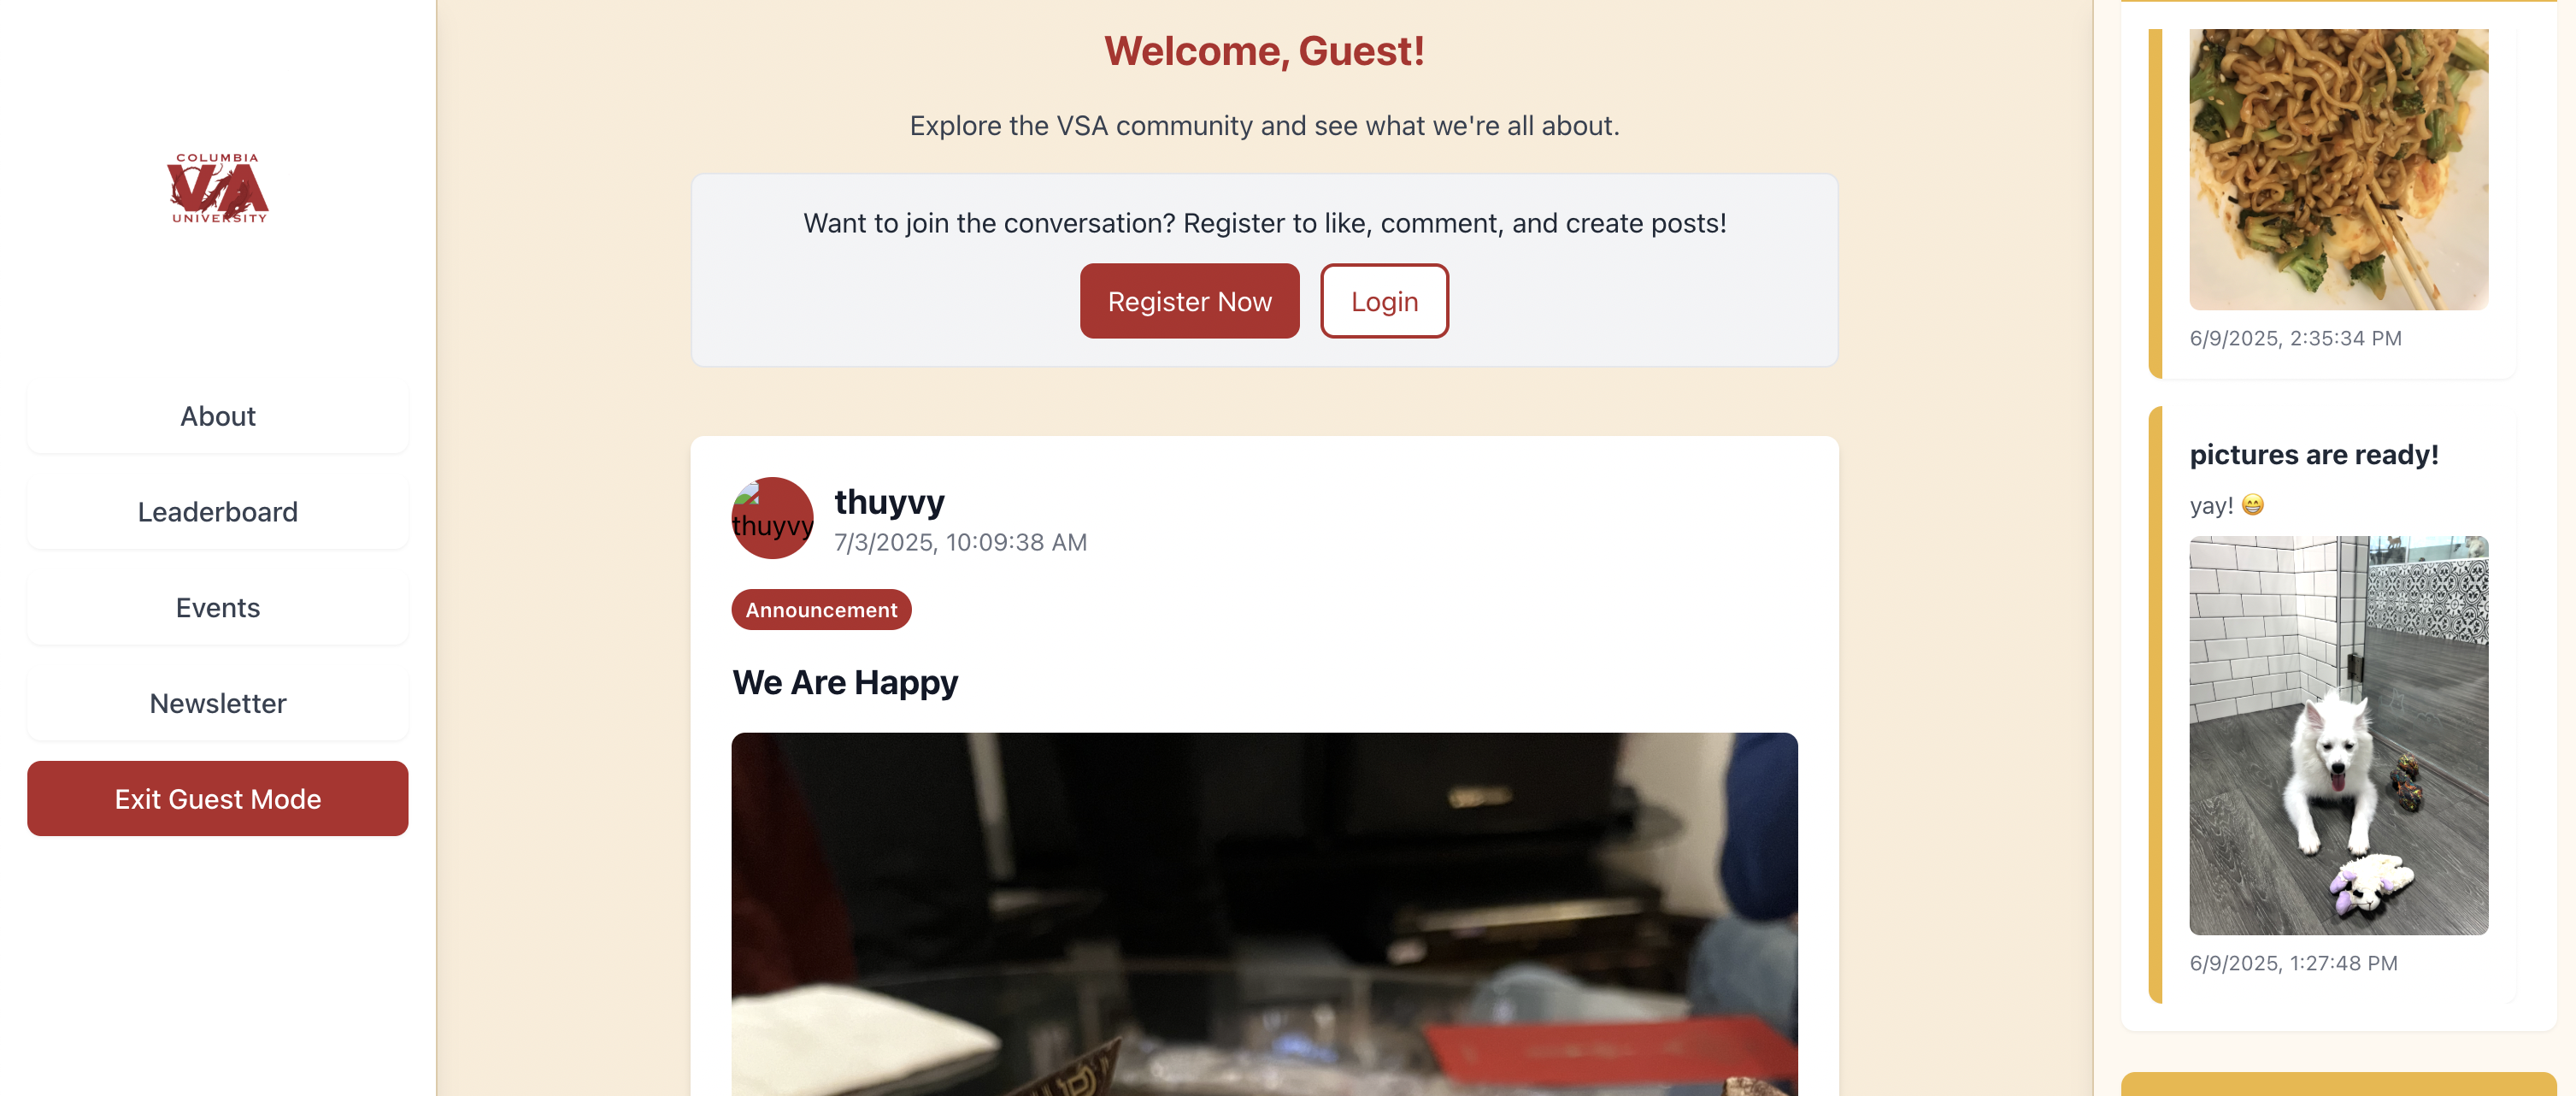 COLUMBIA
VSA
UNIVERSITY
About
Leaderboard
Events
Newsletter
Exit Guest Mode
Welcome, Guest!
Explore the VSA community and see what we're all about.
Want to join the conversation? Register to like, comment, and create posts!
Register Now
Login
thuyvy
thuyvy
7/3/2025, 10:09:38 AM
Announcement
We Are Happy
6/9/2025, 2:35:34 PM
pictures are ready!
yay! 😁
6/9/2025, 1:27:48 PM